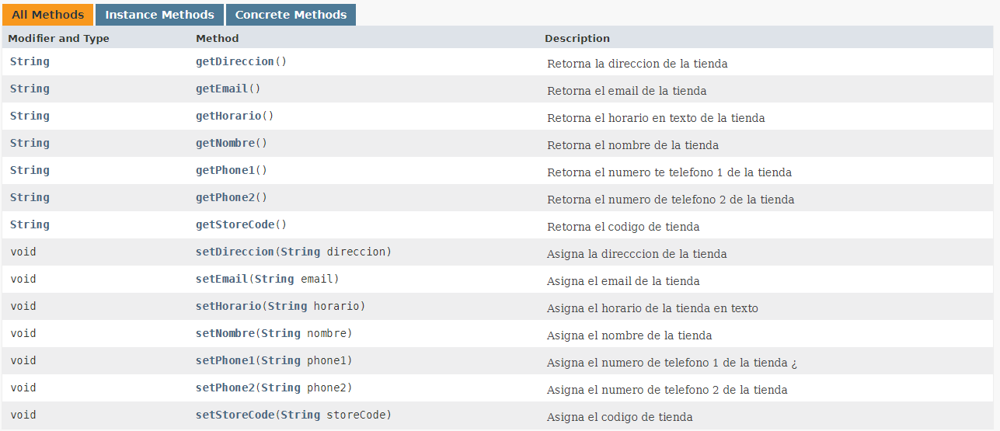 All Methods Instance Methods Concrete Methods
Modifier and Type Method Description
String getDireccion() Retorna la direccion de la tienda
String getEmail() Retorna el email de la tienda
String getHorario() Retorna el horario en texto de la tienda
String getNombre() Retorna el nombre de la tienda
String getPhone1() Retorna el numero te telefono 1 de la tienda
String getPhone2() Retorna el numero de telefono 2 de la tienda
String getStoreCode() Retorna el codigo de tienda
void setDireccion(String direccion) Asigna la direcccion de la tienda
void setEmail(String email) Asigna el email de la tienda
void setHorario(String horario) Asigna el horario de la tienda en texto
void setNombre(String nombre) Asigna el nombre de la tienda
void setPhone1(String phone1) Asigna el numero de telefono 1 de la tienda ¿
void setPhone2(String phone2) Asigna el numero de telefono 2 de la tienda
void setStoreCode(String storeCode) Asigna el codigo de tienda